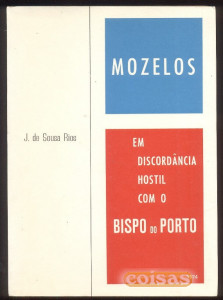 MOZELOS
J. de Sousa Rios
EM
DISCORDÂNCIA
HOSTIL
COM O
BISPO DO PORTO
coisas